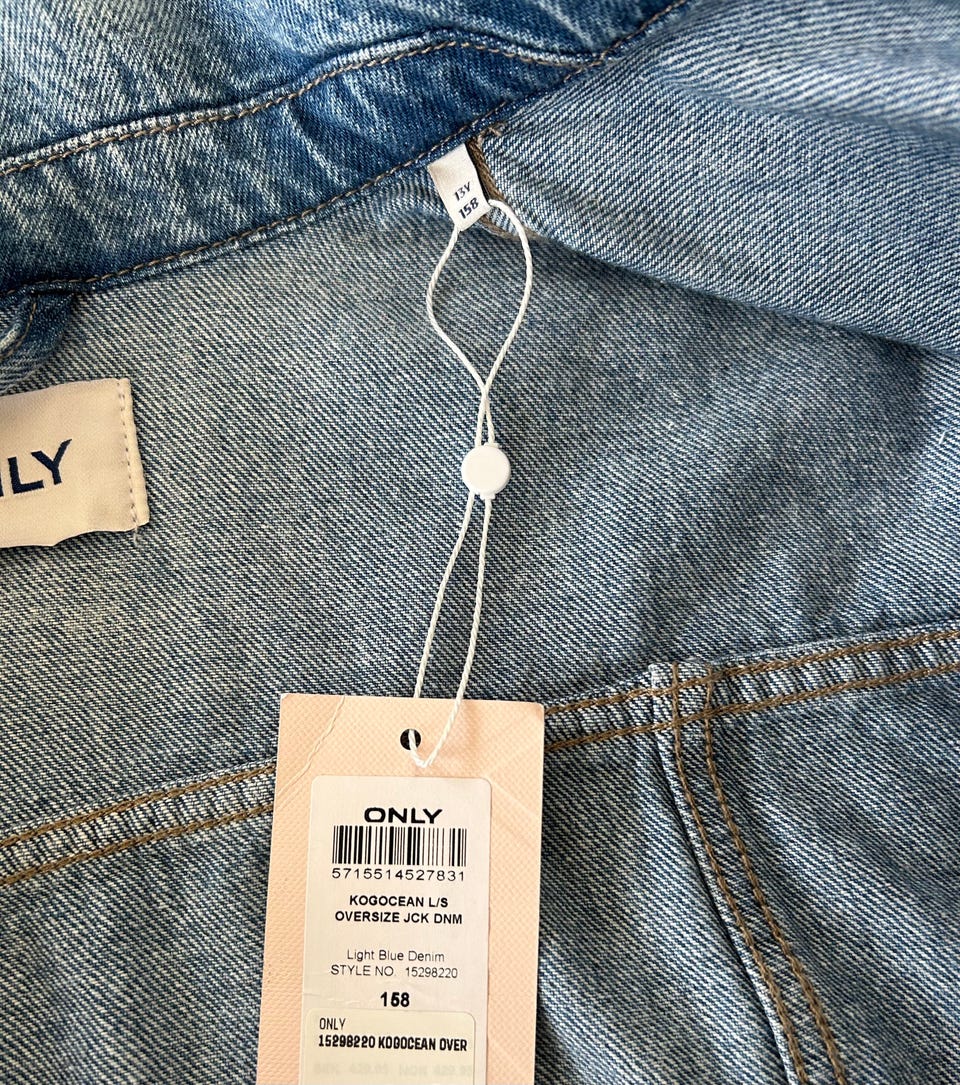 13Y
158
NLY
ONLY
5715514527831
KOGOCEAN L/S
OVERSIZE JCK DNM
Light Blue Denim
STYLE NO. 15298220
158
ONLY
15298220 KOGOCEAN OVER